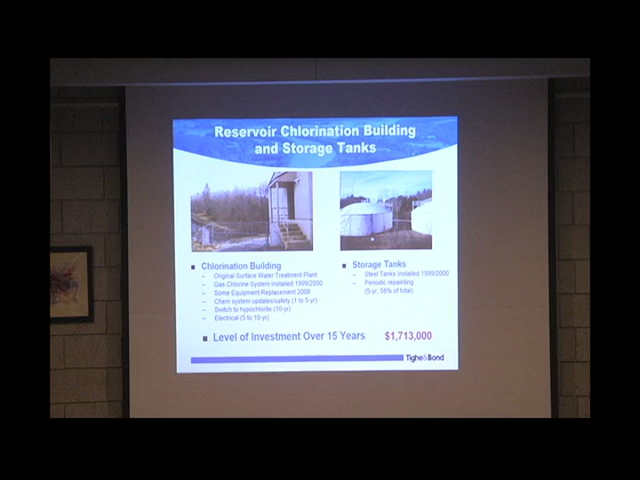 Reservoir Chlorination Building
and Storage Tanks
■ Chlorination Building
– Original Surface Water Treatment Plant
– Gas Chlorine System Installed 1999/2000
– Some Equipment Replacement 2008
– Chem system updates/safety (1 to 5-yr)
– Switch to hypochlorite (10-yr)
– Electrical (5 to 10-yr)
■ Storage Tanks
– Steel Tanks Installed 1999/2000
– Periodic repainting
(5-yr, 58% of total)
■ Level of Investment Over 15 Years $1,713,000
Tighe&Bond